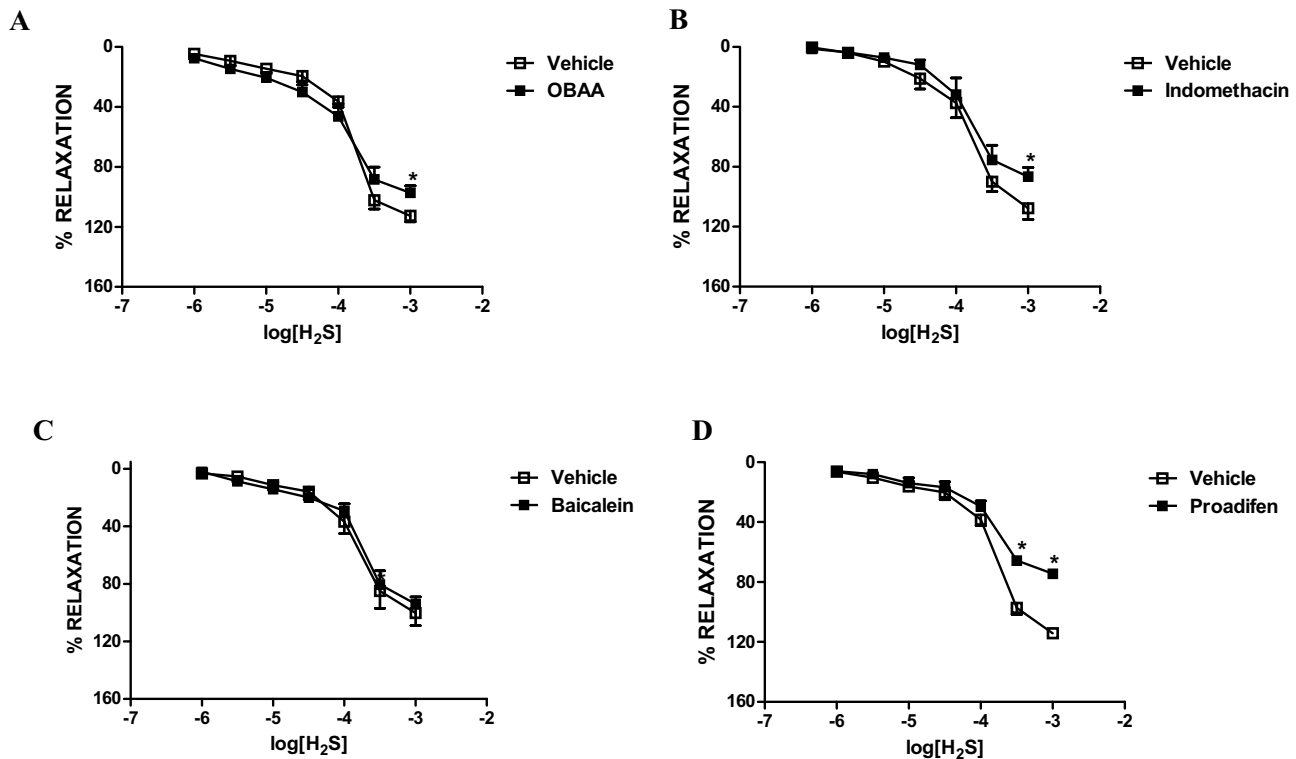 A
% RELAXATION
0
40
80
120
160
-7
-6
-5
-4
-3
-2
log[H₂S]
Vehicle
OBAA
*
B
% RELAXATION
0
40
80
120
160
-7
-6
-5
-4
-3
-2
log[H₂S]
Vehicle
Indomethacin
*
C
% RELAXATION
0
40
80
120
160
-7
-6
-5
-4
-3
-2
log[H₂S]
Vehicle
Baicalein
D
% RELAXATION
0
40
80
120
160
-7
-6
-5
-4
-3
-2
log[H₂S]
Vehicle
Proadifen
*
*